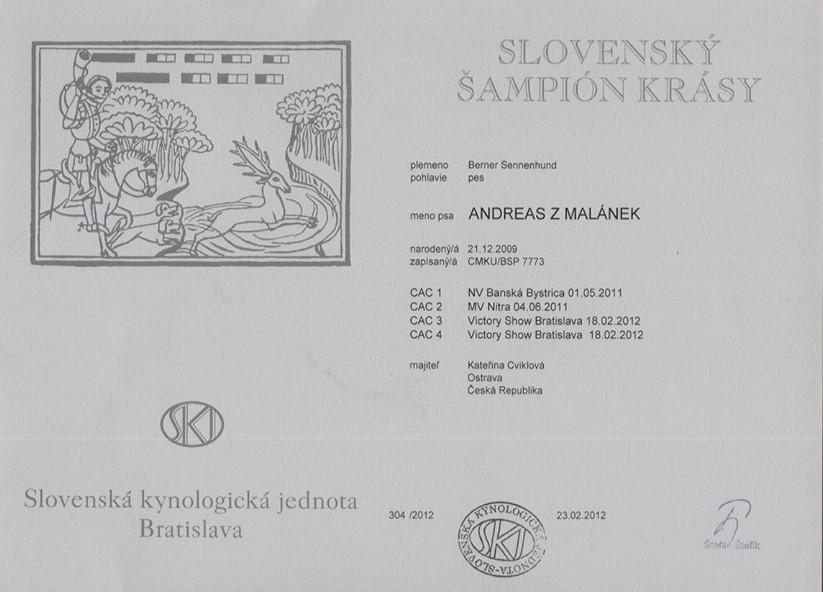 SLOVENSKÝ
ŠAMPIÓN KRÁSY
plemeno Berner Sennenhund
pohlavie pes
meno psa ANDREAS Z MALÁNEK
narodený/á 21.12.2009
zapísaný/á CMKU/BSP 7773
CAC 1 NV Banská Bystrica 01.05.2011
CAC 2 MV Nitra 04.06.2011
CAC 3 Victory Show Bratislava 18.02.2012
CAC 4 Victory Show Bratislava 18.02.2012
majiteľ Kateřina Cviklová
Ostrava
Česká Republika
SKJ
Slovenská kynologická jednota
Bratislava
304 /2012
SLOVENSKÁ KYNOLOGICKÁ JEDNOTA
SKJ
23.02.2012
Štefan Štefík